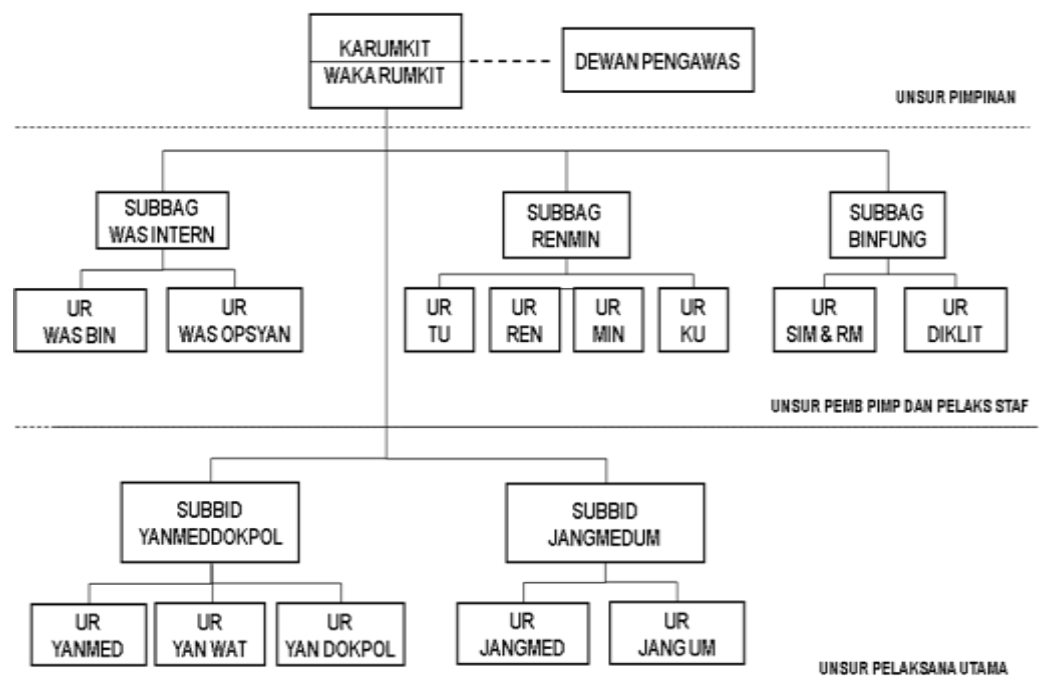 KARUMKIT
WAKA RUMKIT
DEWAN PENGAWAS
UNSUR PIMPINAN
SUBBAG
WAS INTERN
SUBBAG
RENMIN
SUBBAG
BINFUNG
UR
WAS BIN
UR
WAS OPSYAN
UR
TU
UR
REN
UR
MIN
UR
KU
UR
SIM & RM
UR
DIKLIT
UNSUR PEMB PIMP DAN PELAKS STAF
SUBBID
YANMEDDOKPOL
SUBBID
JANGMEDUM
UR
YANMED
UR
YAN WAT
UR
YAN DOKPOL
UR
JANGMED
UR
JANG UM
UNSUR PELAKSANA UTAMA